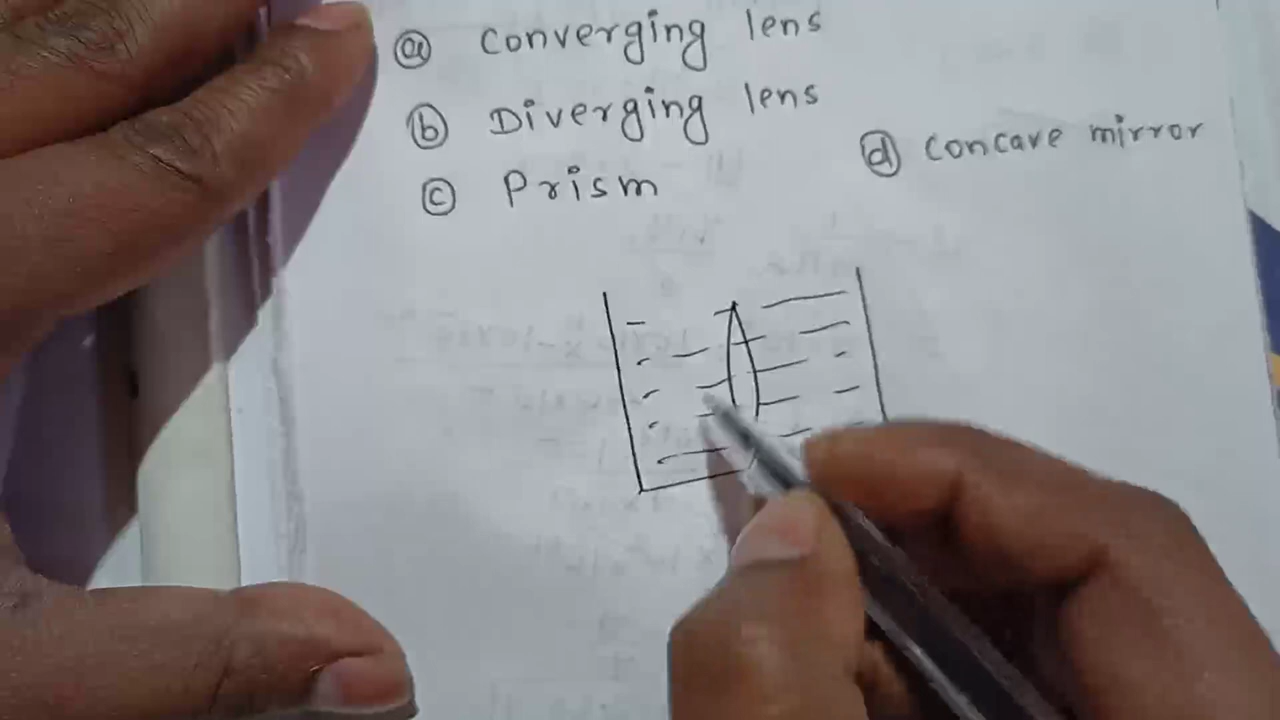 ⓐ Converging lens
ⓑ Diverging lens
ⓒ Prism
ⓓ Concave mirror